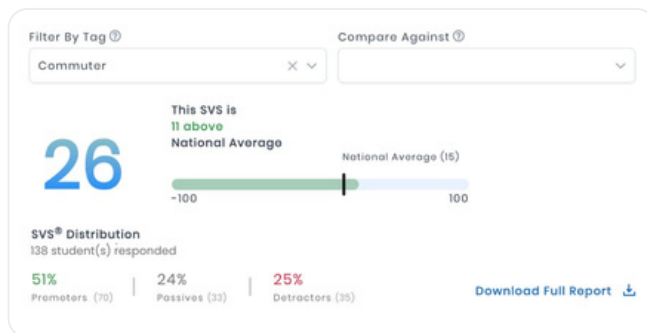 Filter By Tag
Compare Against
Commuter
This SVS is
11 above
National Average
26
National Average (15)
-100
100
SVS® Distribution
138 student(s) responded
51%
24%
25%
Promoters (70)
Passives (33)
Detractors (35)
Download Full Report